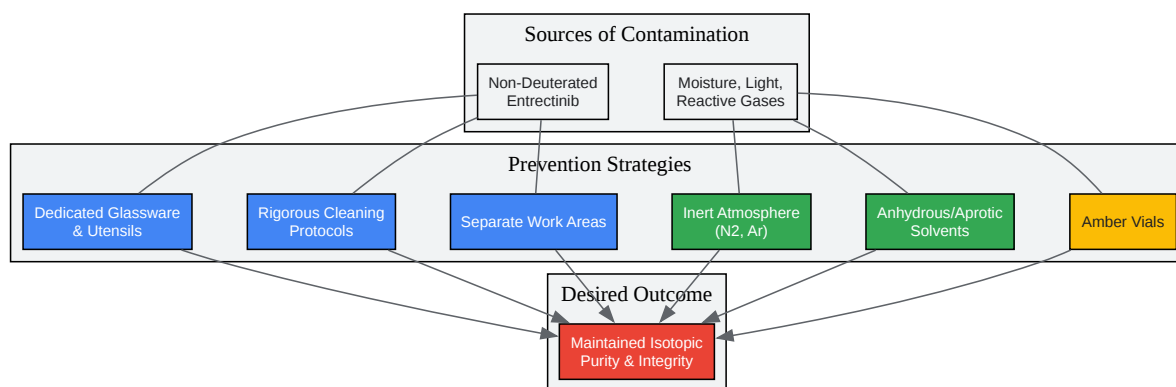 Sources of Contamination
Non-Deuterated
Entrectinib
Moisture, Light,
Reactive Gases
Prevention Strategies
Dedicated Glassware
& Utensils
Rigorous Cleaning
Protocols
Separate Work Areas
Inert Atmosphere
(N2, Ar)
Anhydrous/Aprotic
Solvents
Amber Vials
Desired Outcome
Maintained Isotopic
Purity & Integrity